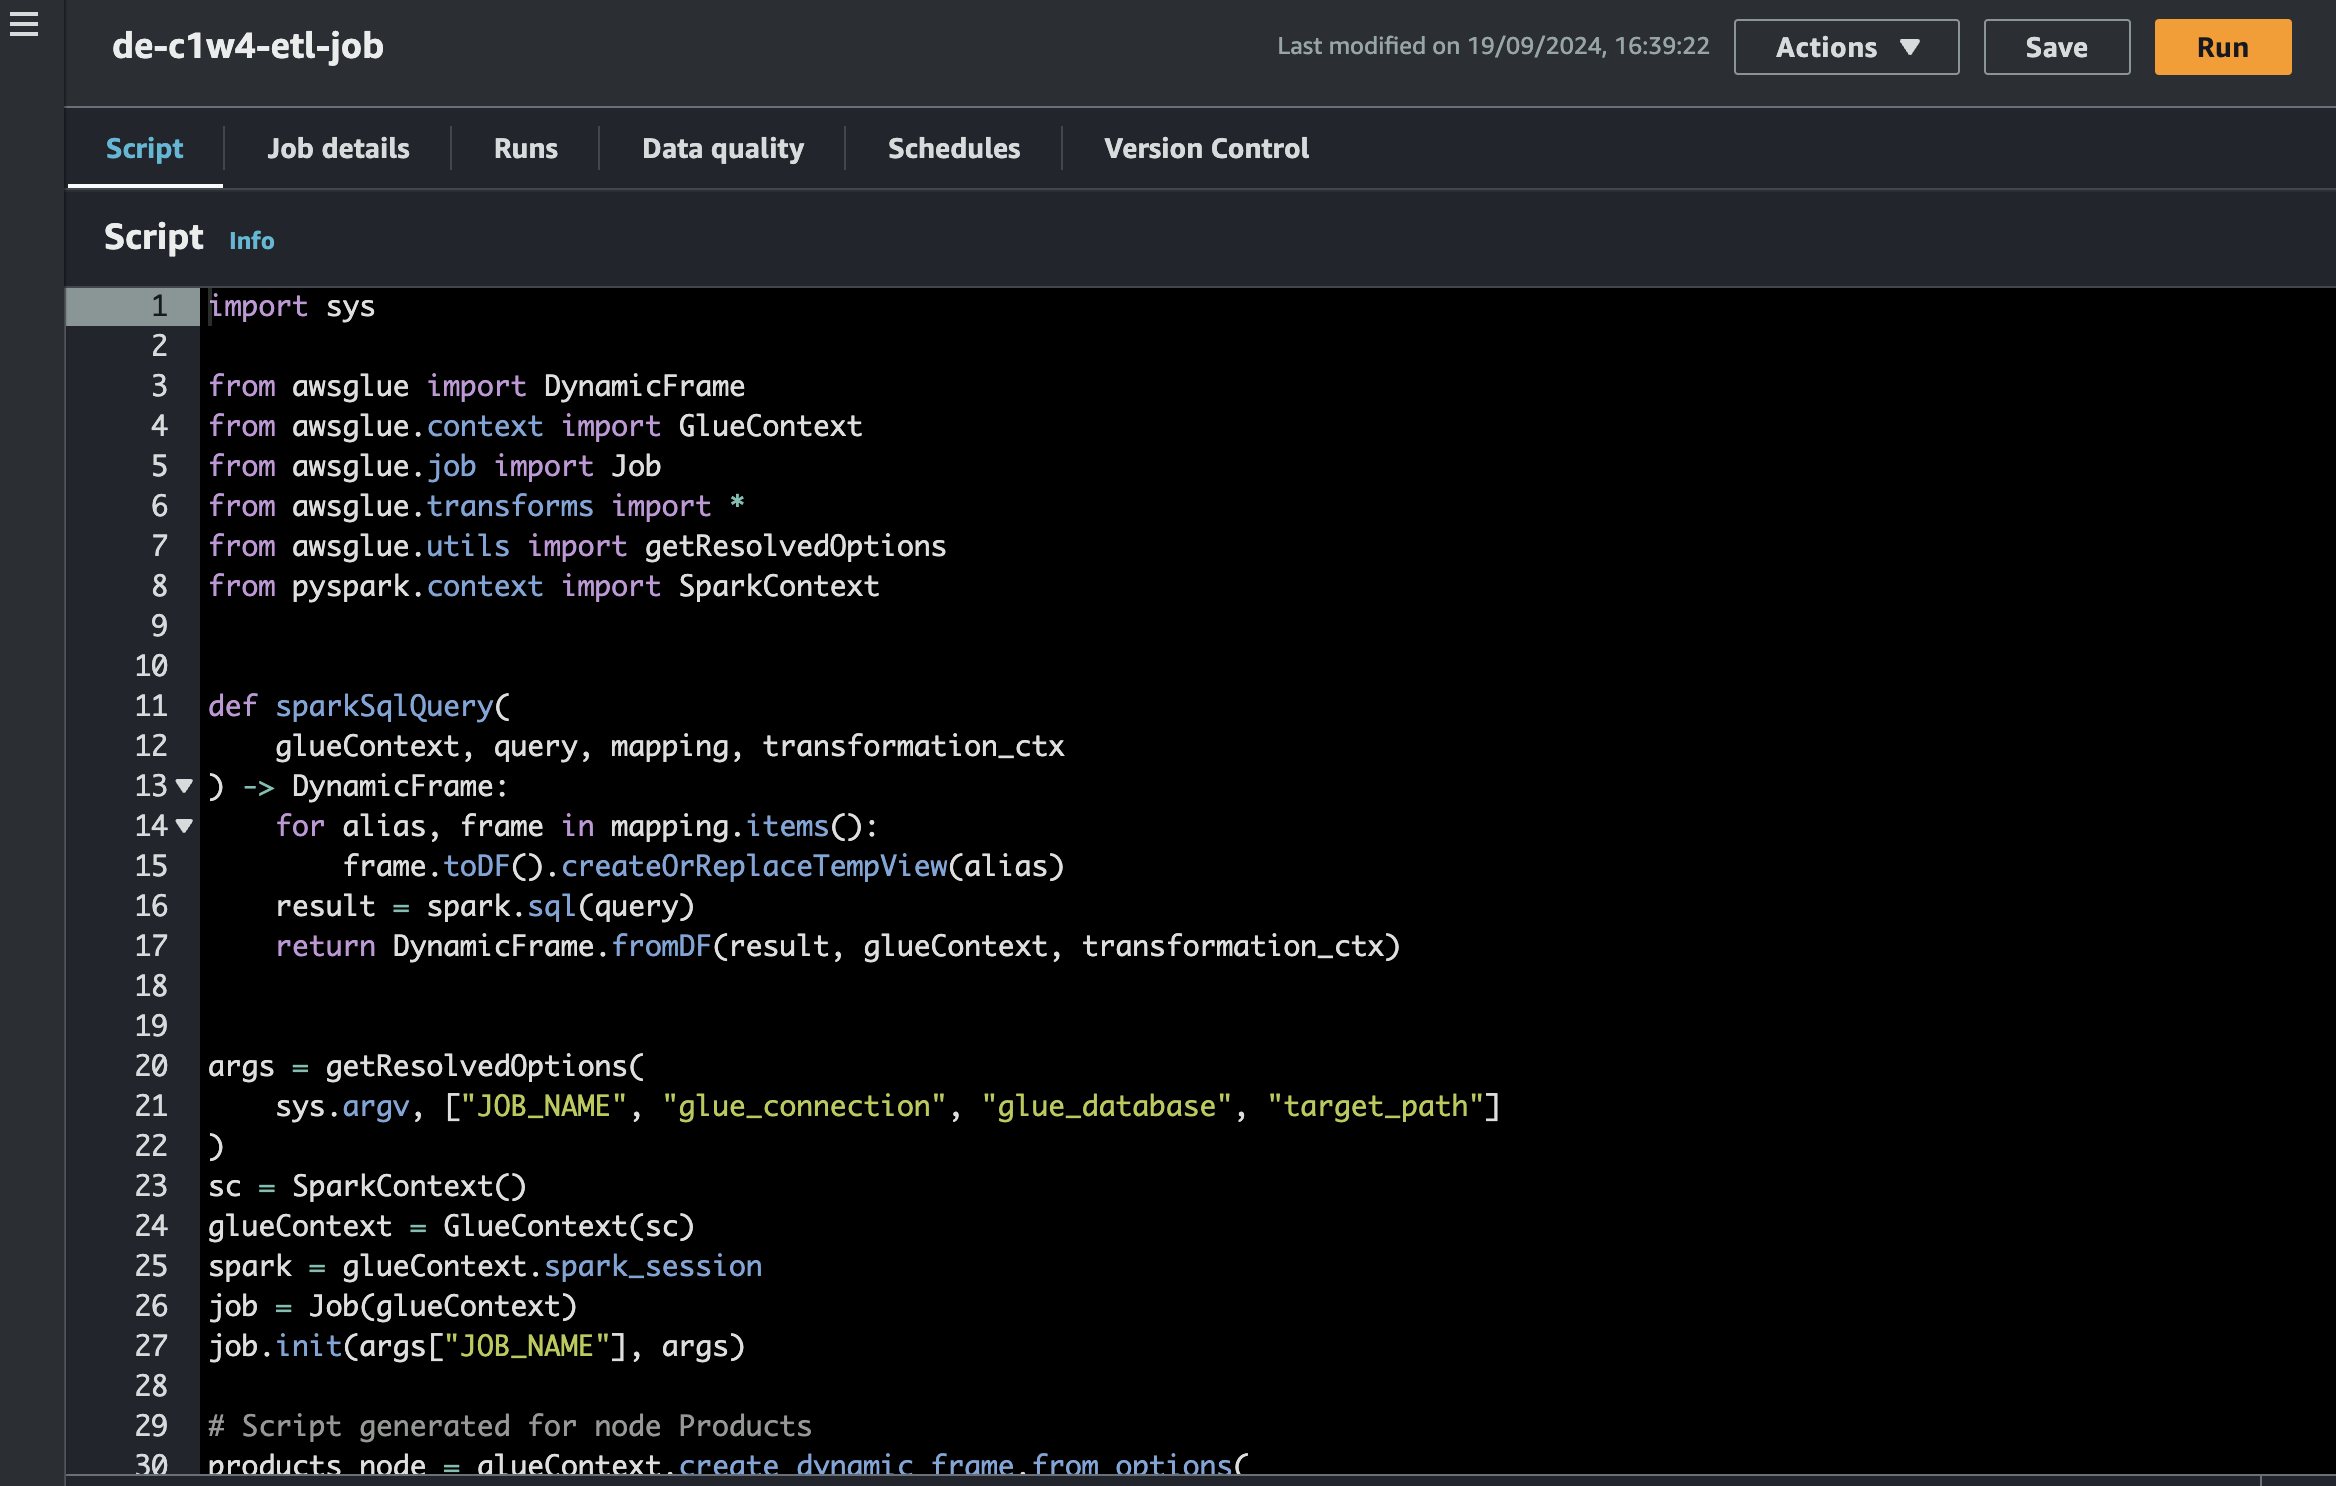 de-c1w4-etl-job
Last modified on 19/09/2024, 16:39:22
Actions
Save
Run
Script
Job details
Runs
Data quality
Schedules
Version Control
Script Info
1 import sys
2
3 from awsglue import DynamicFrame
4 from awsglue.context import GlueContext
5 from awsglue.job import Job
6 from awsglue.transforms import *
7 from awsglue.utils import getResolvedOptions
8 from pyspark.context import SparkContext
9
10
11 def sparkSqlQuery(
12     glueContext, query, mapping, transformation_ctx
13 ) -> DynamicFrame:
14     for alias, frame in mapping.items():
15         frame.toDF().createOrReplaceTempView(alias)
16     result = spark.sql(query)
17     return DynamicFrame.fromDF(result, glueContext, transformation_ctx)
18
19
20 args = getResolvedOptions(
21     sys.argv, ["JOB_NAME", "glue_connection", "glue_database", "target_path"]
22 )
23 sc = SparkContext()
24 glueContext = GlueContext(sc)
25 spark = glueContext.spark_session
26 job = Job(glueContext)
27 job.init(args["JOB_NAME"], args)
28
29 # Script generated for node Products
30 products_node = glueContext.create_dynamic_frame.from_options(